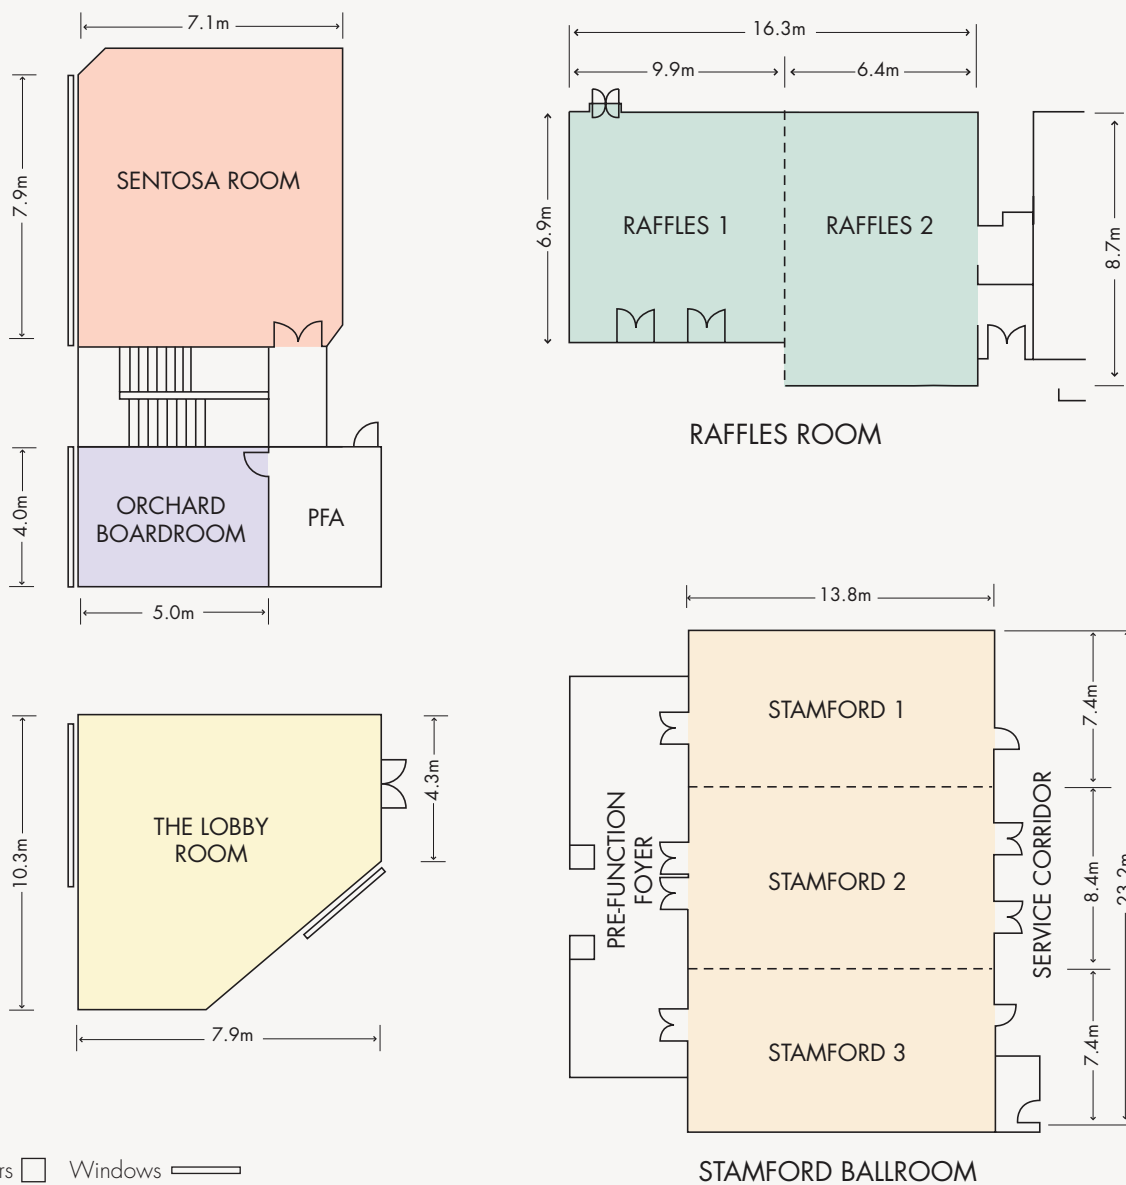 7.1m
7.9m
SENTOSA ROOM
4.0m
ORCHARD
BOARDROOM
PFA
5.0m
16.3m
9.9m
6.4m
6.9m
RAFFLES 1
RAFFLES 2
8.7m
RAFFLES ROOM
10.3m
THE LOBBY
ROOM
4.3m
7.9m
13.8m
STAMFORD 1
STAMFORD 2
STAMFORD 3
PRE-FUNCTION
FOYER
SERVICE CORRIDOR
7.4m
8.4m
7.4m
23.2m
STAMFORD BALLROOM
Windows